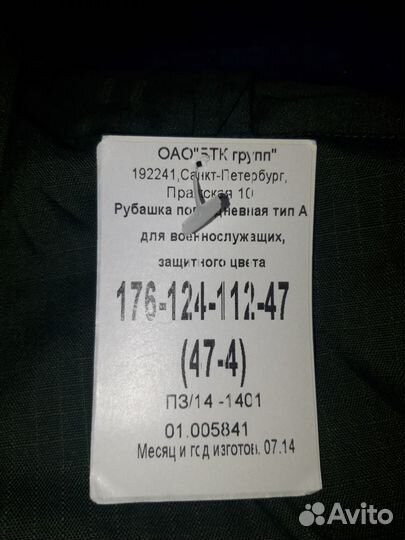 ОАО"БТК групп"
192241,Санкт-Петербург,
Пражская 10
Рубашка повседневная тип А
для военнослужащих,
защитного цвета
176-124-112-47
(47-4)
ПЗ/14 -1401
01.005841
Месяц и год изготов. 07.14
Avito